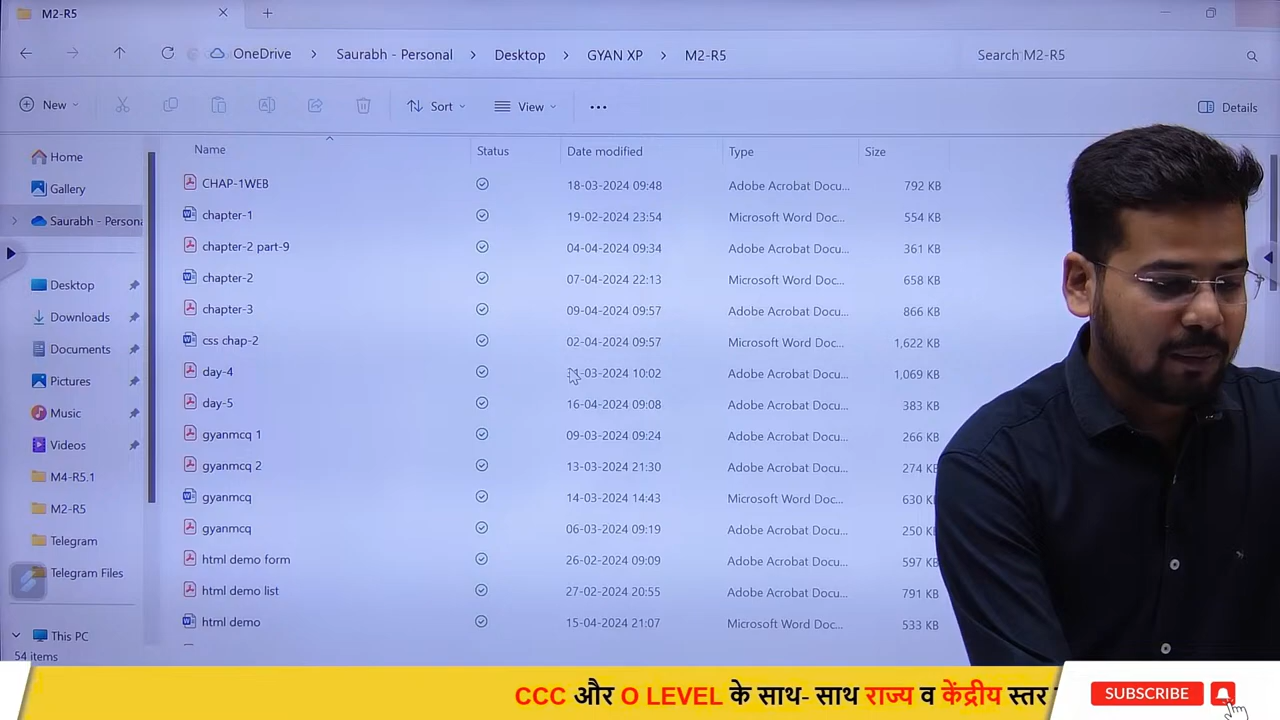 M2-R5
OneDrive > Saurabh - Personal > Desktop > GYAN XP > M2-R5
Search M2-R5
New
Sort
View
Details
Name Status Date modified Type Size
CHAP-1WEB 18-03-2024 09:48 Adobe Acrobat Docu... 792 KB
chapter-1 19-02-2024 23:54 Microsoft Word Doc... 554 KB
chapter-2 part-9 04-04-2024 09:34 Adobe Acrobat Docu... 361 KB
chapter-2 07-04-2024 22:13 Microsoft Word Doc... 658 KB
chapter-3 09-04-2024 09:57 Adobe Acrobat Docu... 866 KB
css chap-2 02-04-2024 09:57 Microsoft Word Doc... 1,622 KB
day-4 -03-2024 10:02 Adobe Acrobat Docu... 1,069 KB
day-5 16-04-2024 09:08 Adobe Acrobat Docu... 383 KB
gyanmcq 1 09-03-2024 09:24 Adobe Acrobat Docu... 266 KB
gyanmcq 2 13-03-2024 21:30 Adobe Acrobat Docu... 274 KB
gyanmcq 14-03-2024 14:43 Microsoft Word Doc... 630 KB
gyanmcq 06-03-2024 09:19 Adobe Acrobat Docu... 250
html demo form 26-02-2024 09:09 Adobe Acrobat Docu... 597 KB
html demo list 27-02-2024 20:55 Adobe Acrobat Docu... 791 KB
html demo 15-04-2024 21:07 Microsoft Word Doc... 533 KB
Home
Gallery
Saurabh - Persona
Desktop
Downloads
Documents
Pictures
Music
Videos
M4-R5.1
M2-R5
Telegram
Telegram Files
This PC
54 items
CCC और O LEVEL के साथ- साथ राज्य व केंद्रीय स्तर
SUBSCRIBE